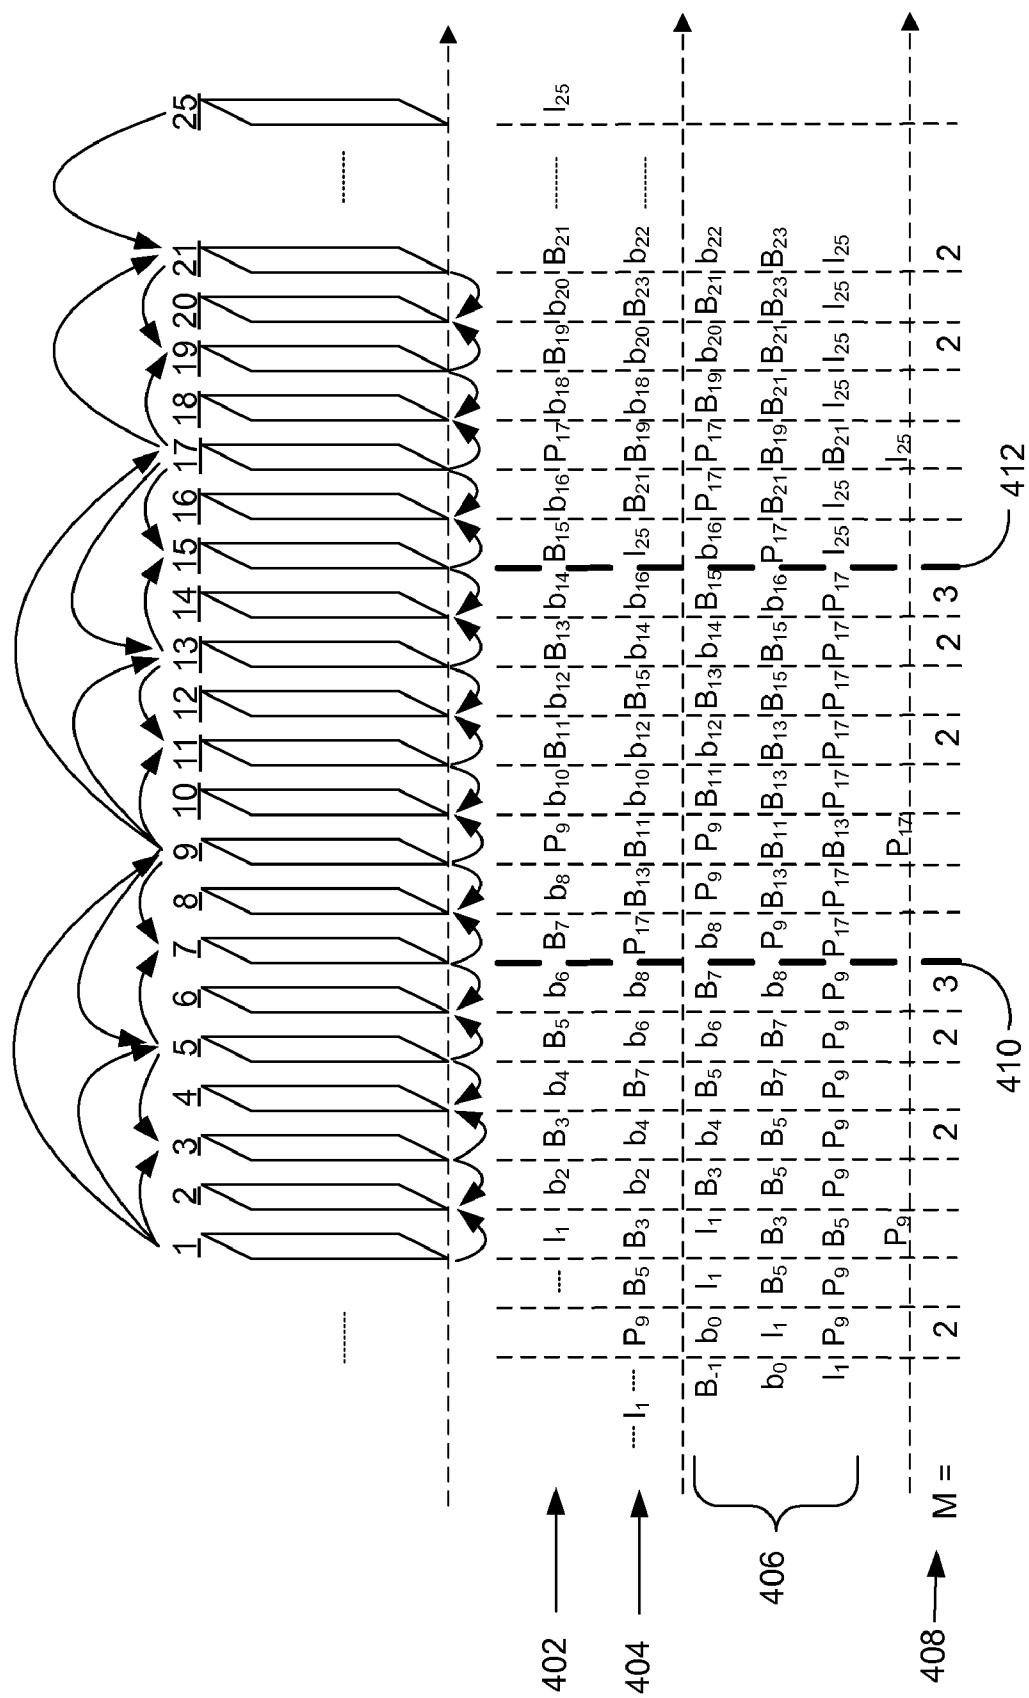 1 2 3 4 5 6 7 8 9 10 11 12 13 14 15 16 17 18 19 20 21 25
402 I₁ b₂ B₃ b₄ B₅ b₆ B₇ b₈ P₉ b₁₀ B₁₁ b₁₂ B₁₃ b₁₄ B₁₅ b₁₆ P₁₇ b₁₈ B₁₉ b₂₀ B₂₁ I₂₅
404 I₁ P₉ B₅ B₃ b₂ b₄ B₇ b₆ b₈ P₁₇ B₁₃ B₁₁ b₁₀ b₁₂ B₁₅ b₁₄ b₁₆ I₂₅ B₂₁ B₁₉ b₁₈ b₂₀ B₂₃ b₂₂
B₋₁ b₀ I₁ I₁ B₃ b₄ B₅ b₆ B₇ b₈ P₉ P₉ B₁₁ b₁₂ B₁₃ b₁₄ B₁₅ b₁₆ P₁₇ P₁₇ B₁₉ b₂₀ B₂₁ b₂₂
406 b₀ I₁ B₅ B₃ B₅ B₅ B₇ B₇ b₈ P₉ B₁₃ B₁₁ B₁₃ B₁₃ B₁₅ B₁₅ b₁₆ P₁₇ B₂₁ B₁₉ B₂₁ B₂₁ B₂₃ B₂₃
I₁ P₉ P₉ B₅ P₉ P₉ P₉ P₉ P₉ P₁₇ P₁₇ B₁₃ P₁₇ P₁₇ P₁₇ P₁₇ P₁₇ I₂₅ I₂₅ B₂₁ I₂₅ I₂₅ I₂₅ I₂₅
P₉ P₁₇ I₂₅
408 M = 2 2 2 3 2 2 3 2 2
410 412